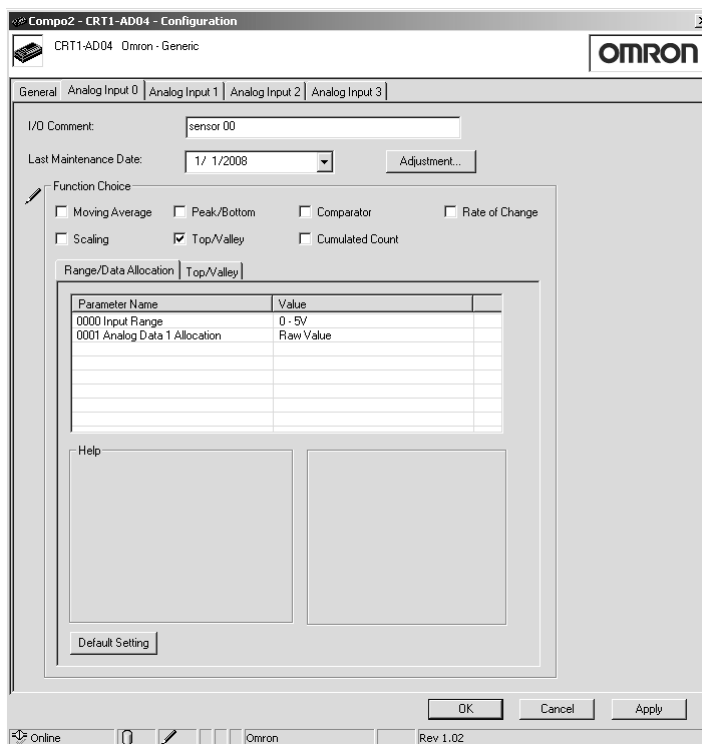 Compo2 - CRT1-AD04 - Configuration
CRT1-AD04 Omron - Generic
OMRON
General Analog Input 0 Analog Input 1 Analog Input 2 Analog Input 3
I/O Comment: sensor 00
Last Maintenance Date: 1/ 1/2008 Adjustment...
Function Choice
Moving Average Peak/Bottom Comparator Rate of Change
Scaling Top/Valley Cumulated Count
Range/Data Allocation Top/Valley
Parameter Name Value
0000 Input Range 0 - 5V
0001 Analog Data 1 Allocation Raw Value
Help
Default Setting
OK Cancel Apply
Online Omron Rev 1.02